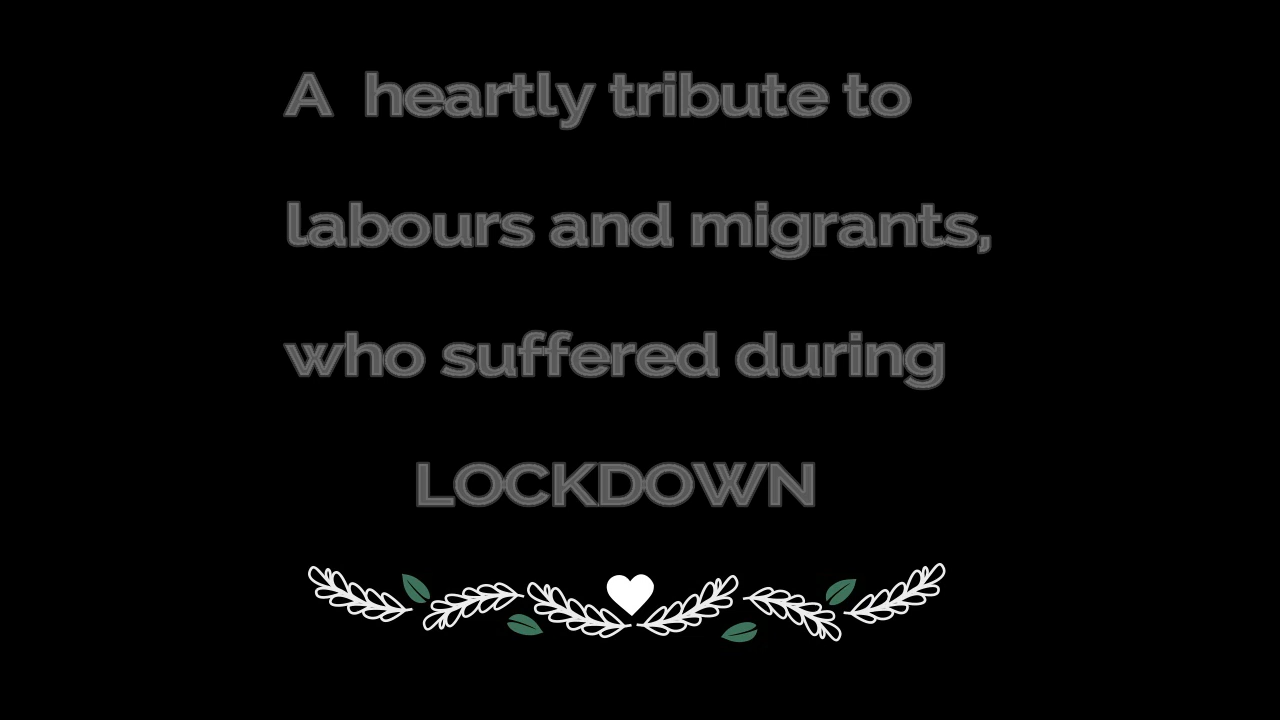 A heartly tribute to
labours and migrants,
who suffered during
LOCKDOWN